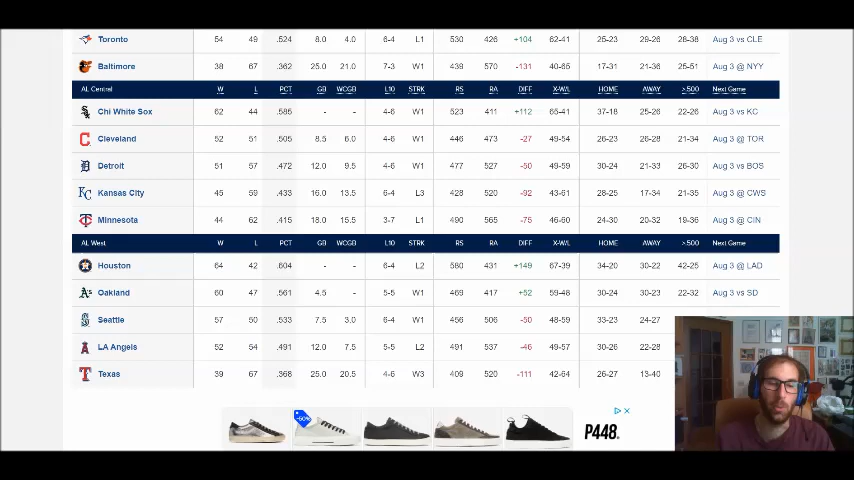 Toronto 54 49 .524 8.0 4.0 6-4 L1 530 426 +104 62-41 25-23 29-26 28-38 Aug 3 vs CLE
Baltimore 38 67 .362 25.0 21.0 7-3 W1 439 570 -131 40-65 17-31 21-36 25-51 Aug 3 @ NYY
AL Central W L PCT GB WCGB L10 STRK RS RA DIFF X-W/L HOME AWAY >.500 Next Game
Chi White Sox 62 44 .585 - - 4-6 W1 523 411 +112 65-41 37-18 25-26 22-26 Aug 3 vs KC
Cleveland 52 51 .505 8.5 6.0 4-6 W1 446 473 -27 49-54 26-23 26-28 21-34 Aug 3 @ TOR
Detroit 51 57 .472 12.0 9.5 4-6 W1 477 527 -50 49-59 30-24 21-33 26-30 Aug 3 vs BOS
Kansas City 45 59 .433 16.0 13.5 6-4 L3 428 520 -92 43-61 28-25 17-34 21-35 Aug 3 @ CWS
Minnesota 44 62 .415 18.0 15.5 3-7 L1 490 565 -75 46-60 24-30 20-32 19-36 Aug 3 @ CIN
AL West W L PCT GB WCGB L10 STRK RS RA DIFF X-W/L HOME AWAY >.500 Next Game
Houston 64 42 .604 - - 6-4 L2 580 431 +149 67-39 34-20 30-22 42-25 Aug 3 @ LAD
Oakland 60 47 .561 4.5 - 5-5 W1 469 417 +52 59-48 30-24 30-23 22-32 Aug 3 vs SD
Seattle 57 50 .533 7.5 3.0 4-6 W1 456 506 -50 48-59 33-23 24-27
LA Angels 52 54 .491 12.0 7.5 5-5 L2 491 537 -46 49-57 30-26 22-28
Texas 39 67 .368 25.0 20.5 4-6 W3 409 520 -111 42-64 26-27 13-40
-50%
P448.